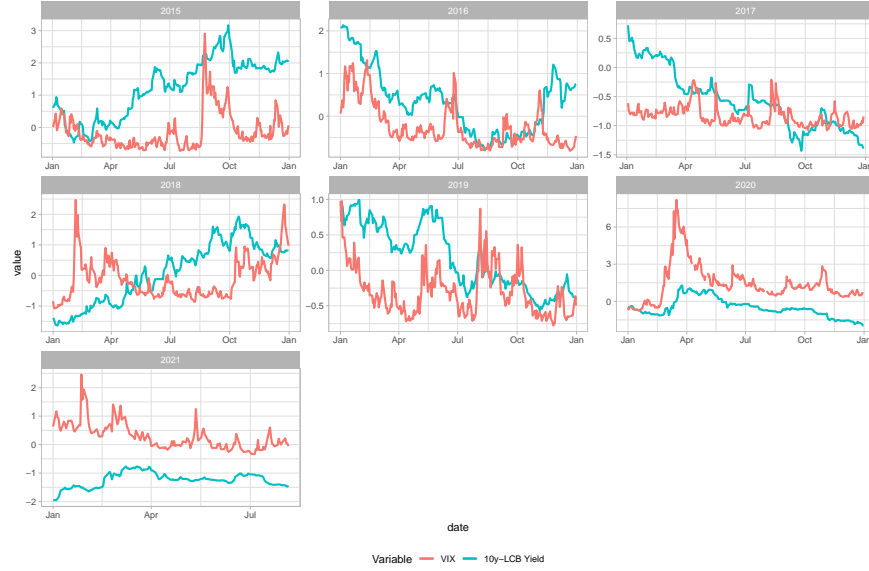 2015
2016
2017
3
2
1
0
Jan
Apr
Jul
Oct
Jan
2
1
0
Jan
Apr
Jul
Oct
Jan
0.5
0.0
−0.5
−1.0
−1.5
Jan
Apr
Jul
Oct
Jan
2018
2019
2020
value
2
1
0
−1
Jan
Apr
Jul
Oct
Jan
1.0
0.5
0.0
−0.5
Jan
Apr
Jul
Oct
Jan
6
3
0
Jan
Apr
Jul
Oct
Jan
2021
2
1
0
−1
−2
Jan
Apr
Jul
date
Variable VIX 10y−LCB Yield